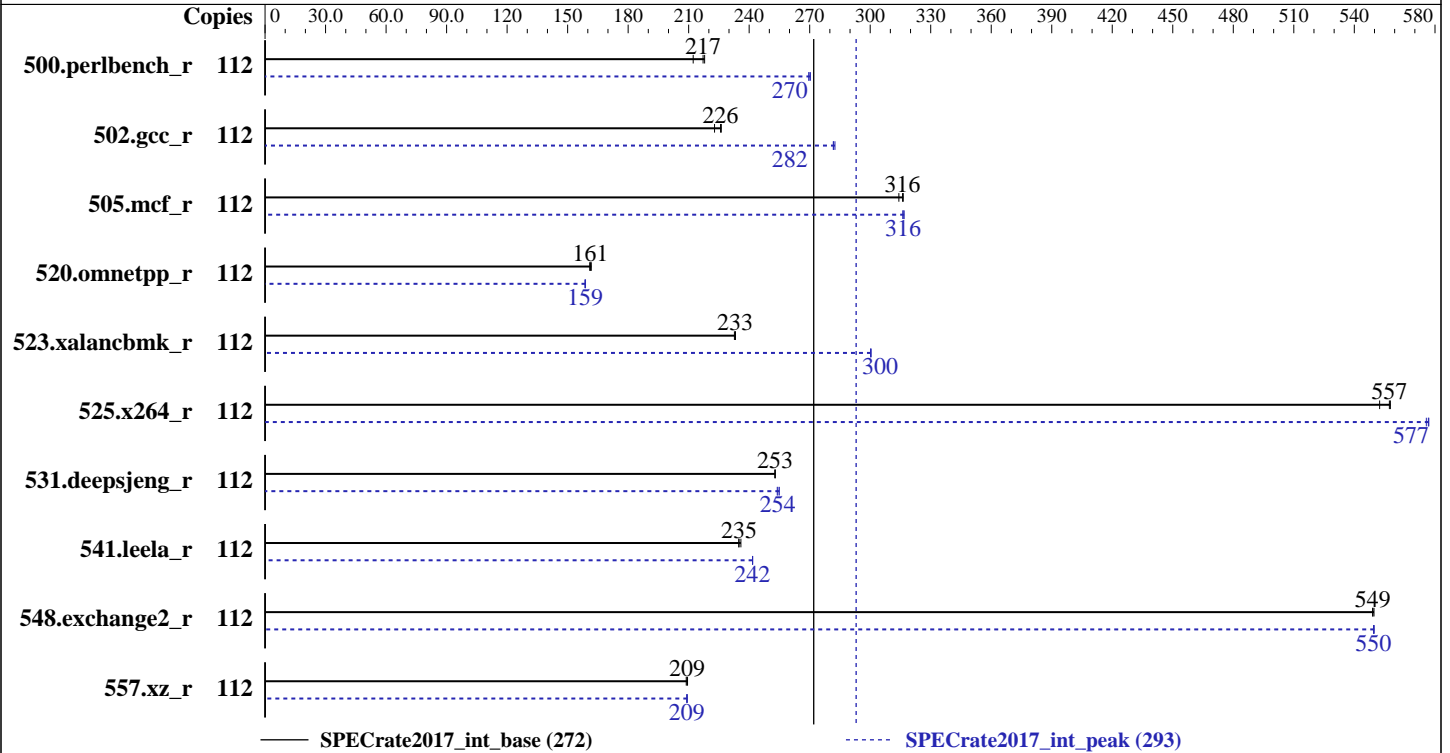 Copies 0 30.0 60.0 90.0 120 150 180 210 240 270 300 330 360 390 420 450 480 510 540 580
217
500.perlbench_r 112
270
226
502.gcc_r 112
282
316
505.mcf_r 112
316
161
520.omnetpp_r 112
159
233
523.xalancbmk_r 112
300
557
525.x264_r 112
577
253
531.deepsjeng_r 112
254
235
541.leela_r 112
242
549
548.exchange2_r 112
550
209
557.xz_r 112
209
SPECrate2017_int_base (272) SPECrate2017_int_peak (293)